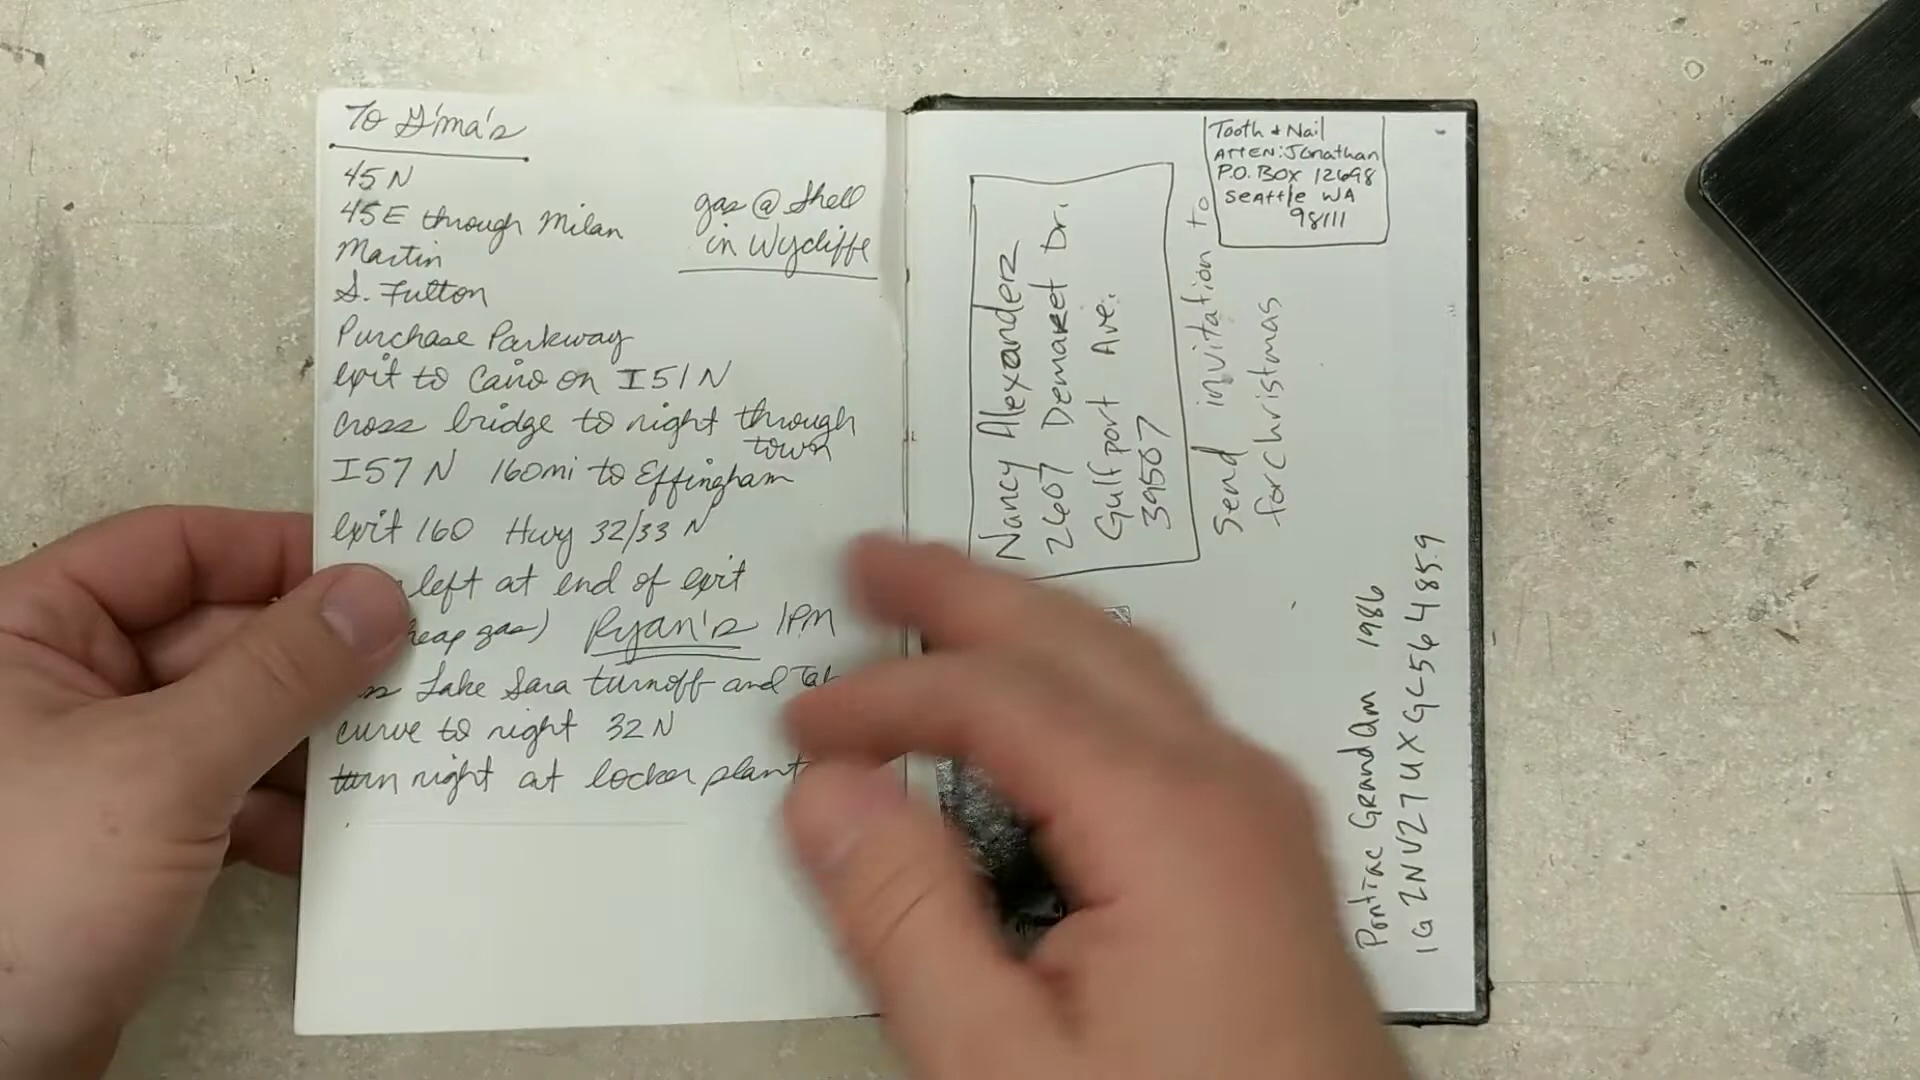 To G'ma's
45 N
45E through Milan
Martin
S. Fulton
Purchase Parkway
exit to Cairo on I51 N
cross bridge to right through
town
I57 N 160mi to Effingham
exit 160 Hwy 32/33 N
left at end of exit
heap gas) Ryan's 1PM
Lake Sara turnoff and
curve to right 32 N
turn right at locker plant
gas @ Shell
in Wycliffe
Tooth & Nail
ATTEN: Jonathan
P.O. BOX 12698
Seattle WA
98111
Nancy Alexander
2607 Demaret Dr.
Gulfport Ave.
39507
Send invitation to
for Christmas
Pontiac Grand Am 1986